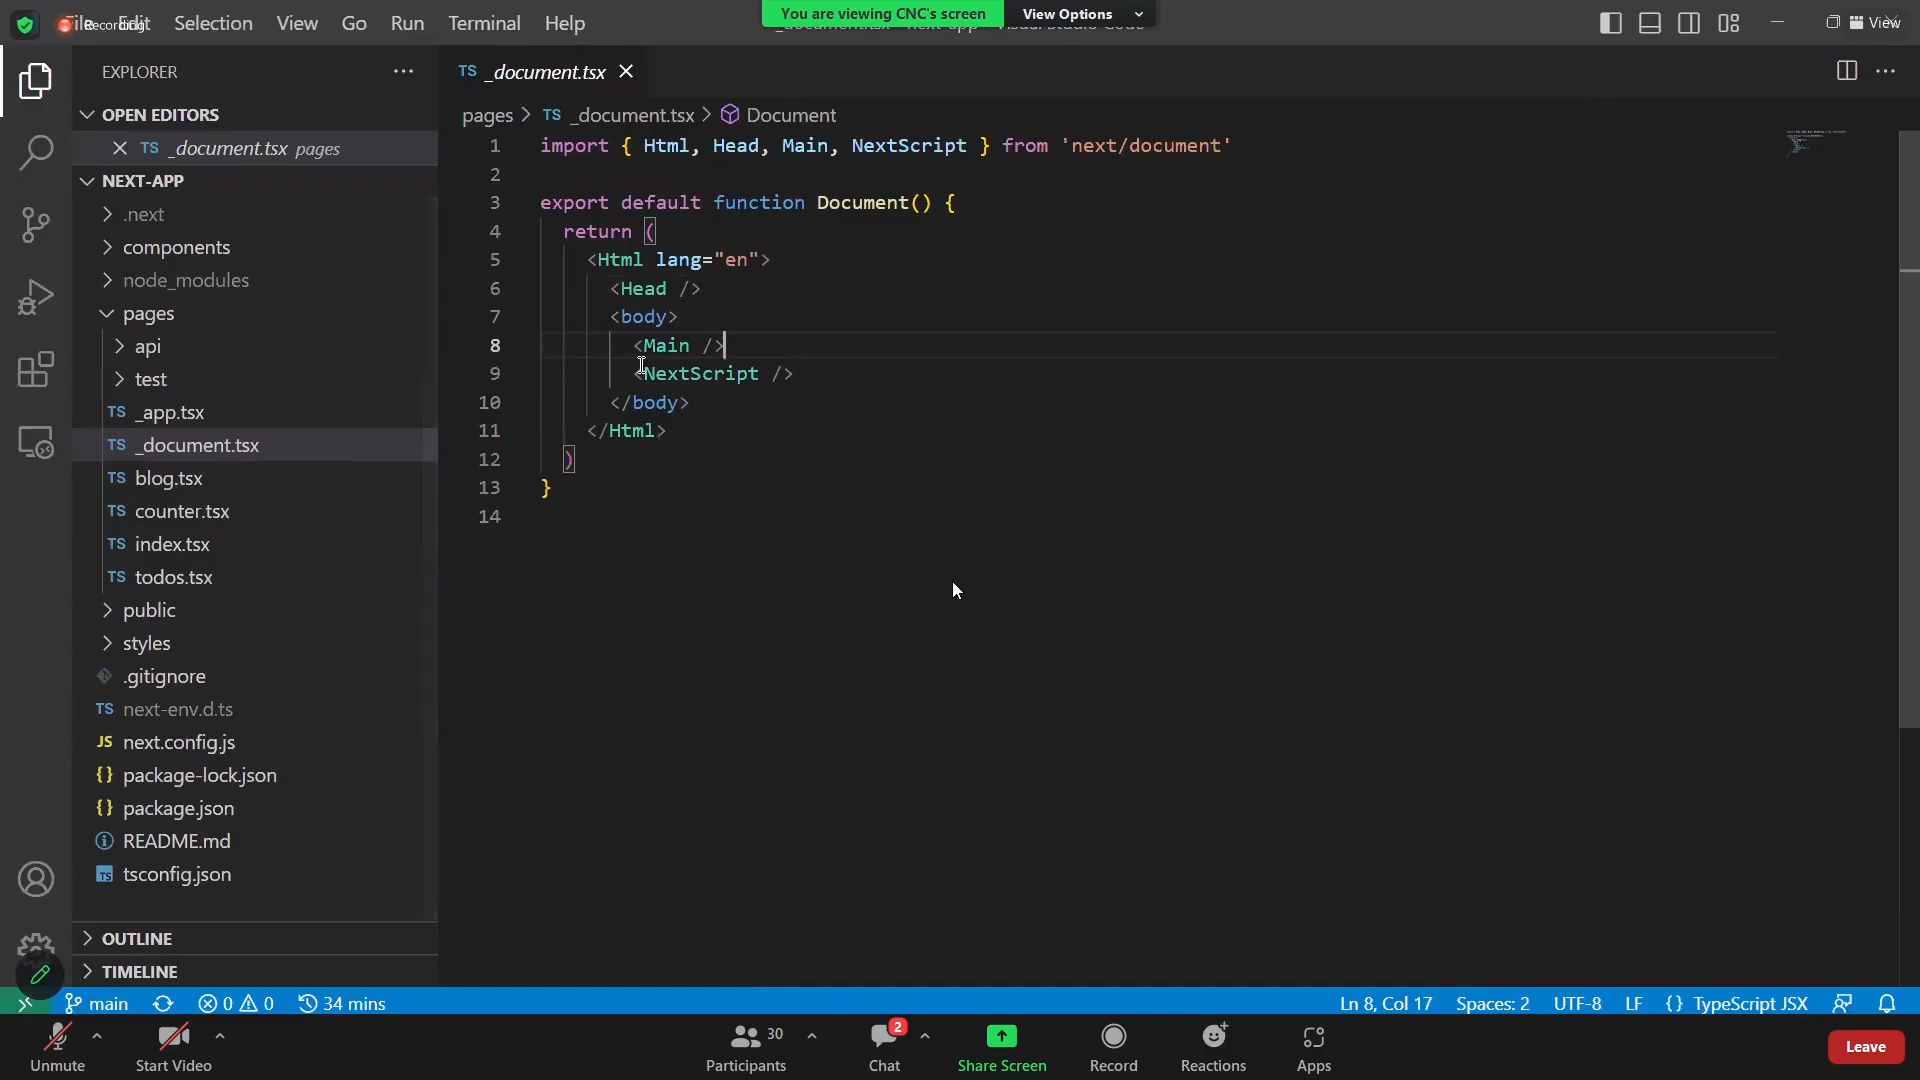 File Edit Selection View Go Run Terminal Help
Recording
You are viewing CNC's screen View Options
View
EXPLORER
OPEN EDITORS
TS _document.tsx pages
NEXT-APP
.next
components
node_modules
pages
api
test
TS _app.tsx
TS _document.tsx
TS blog.tsx
TS counter.tsx
TS index.tsx
TS todos.tsx
public
styles
.gitignore
TS next-env.d.ts
JS next.config.js
{} package-lock.json
{} package.json
README.md
TS tsconfig.json
OUTLINE
TIMELINE
TS _document.tsx
pages > TS _document.tsx > Document
1 import { Html, Head, Main, NextScript } from 'next/document'
2
3 export default function Document() {
4 return (
5 <Html lang="en">
6 <Head />
7 <body>
8 <Main />
9 <NextScript />
10 </body>
11 </Html>
12 )
13 }
14
main 0 0 34 mins Ln 8, Col 17 Spaces: 2 UTF-8 LF {} TypeScript JSX
Unmute Start Video Participants 30 Chat 2 Share Screen Record Reactions Apps Leave